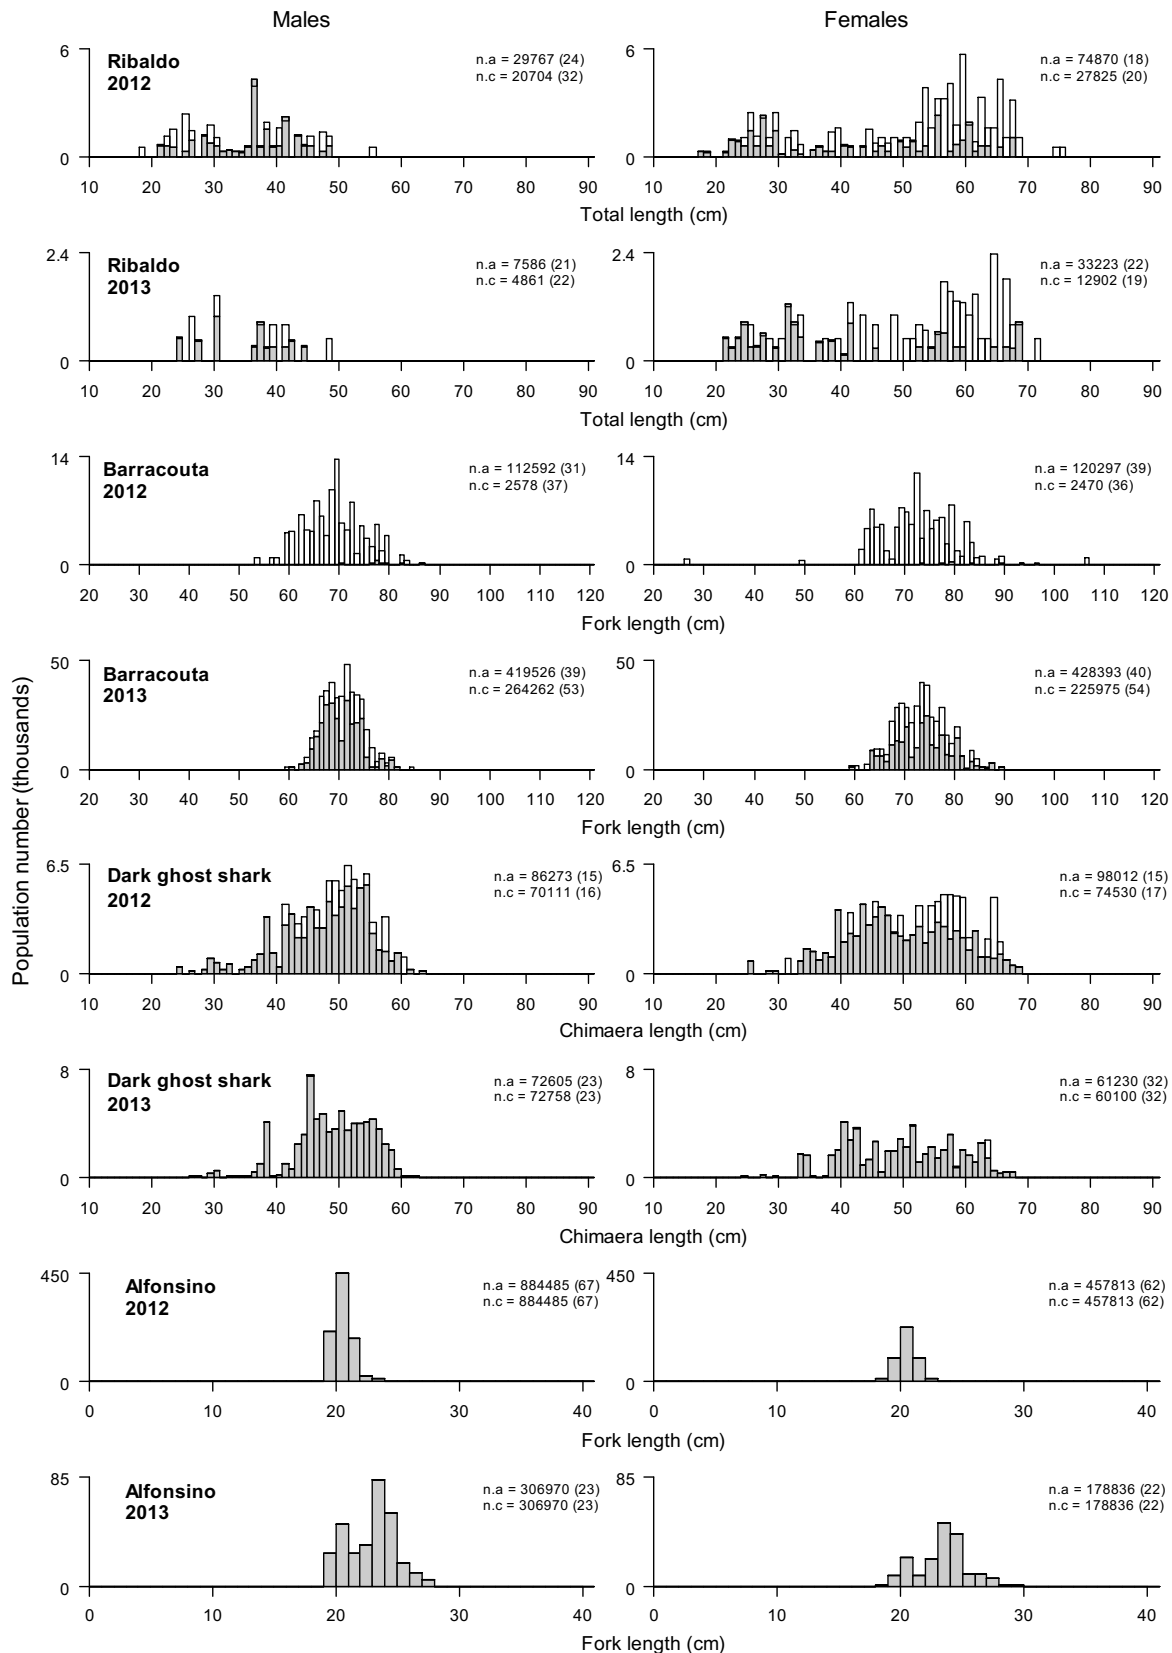 Males Females
Population number (thousands)
Ribaldo
2012
n.a = 29767 (24)
n.c = 20704 (32)
6
0
10 20 30 40 50 60 70 80 90
n.a = 74870 (18)
n.c = 27825 (20)
6
0
10 20 30 40 50 60 70 80 90
Total length (cm)
Ribaldo
2013
n.a = 7586 (21)
n.c = 4861 (22)
2.4
0
10 20 30 40 50 60 70 80 90
n.a = 33223 (22)
n.c = 12902 (19)
2.4
0
10 20 30 40 50 60 70 80 90
Total length (cm)
Barracouta
2012
n.a = 112592 (31)
n.c = 2578 (37)
14
0
20 30 40 50 60 70 80 90 100 110 120
n.a = 120297 (39)
n.c = 2470 (36)
14
0
20 30 40 50 60 70 80 90 100 110 120
Fork length (cm)
Barracouta
2013
n.a = 419526 (39)
n.c = 264262 (53)
50
0
20 30 40 50 60 70 80 90 100 110 120
n.a = 428393 (40)
n.c = 225975 (54)
50
0
20 30 40 50 60 70 80 90 100 110 120
Fork length (cm)
Dark ghost shark
2012
n.a = 86273 (15)
n.c = 70111 (16)
6.5
0
10 20 30 40 50 60 70 80 90
n.a = 98012 (15)
n.c = 74530 (17)
6.5
0
10 20 30 40 50 60 70 80 90
Chimaera length (cm)
Dark ghost shark
2013
n.a = 72605 (23)
n.c = 72758 (23)
8
0
10 20 30 40 50 60 70 80 90
n.a = 61230 (32)
n.c = 60100 (32)
8
0
10 20 30 40 50 60 70 80 90
Chimaera length (cm)
Alfonsino
2012
n.a = 884485 (67)
n.c = 884485 (67)
450
0
0 10 20 30 40
n.a = 457813 (62)
n.c = 457813 (62)
450
0
0 10 20 30 40
Fork length (cm)
Alfonsino
2013
n.a = 306970 (23)
n.c = 306970 (23)
85
0
0 10 20 30 40
n.a = 178836 (22)
n.c = 178836 (22)
85
0
0 10 20 30 40
Fork length (cm)